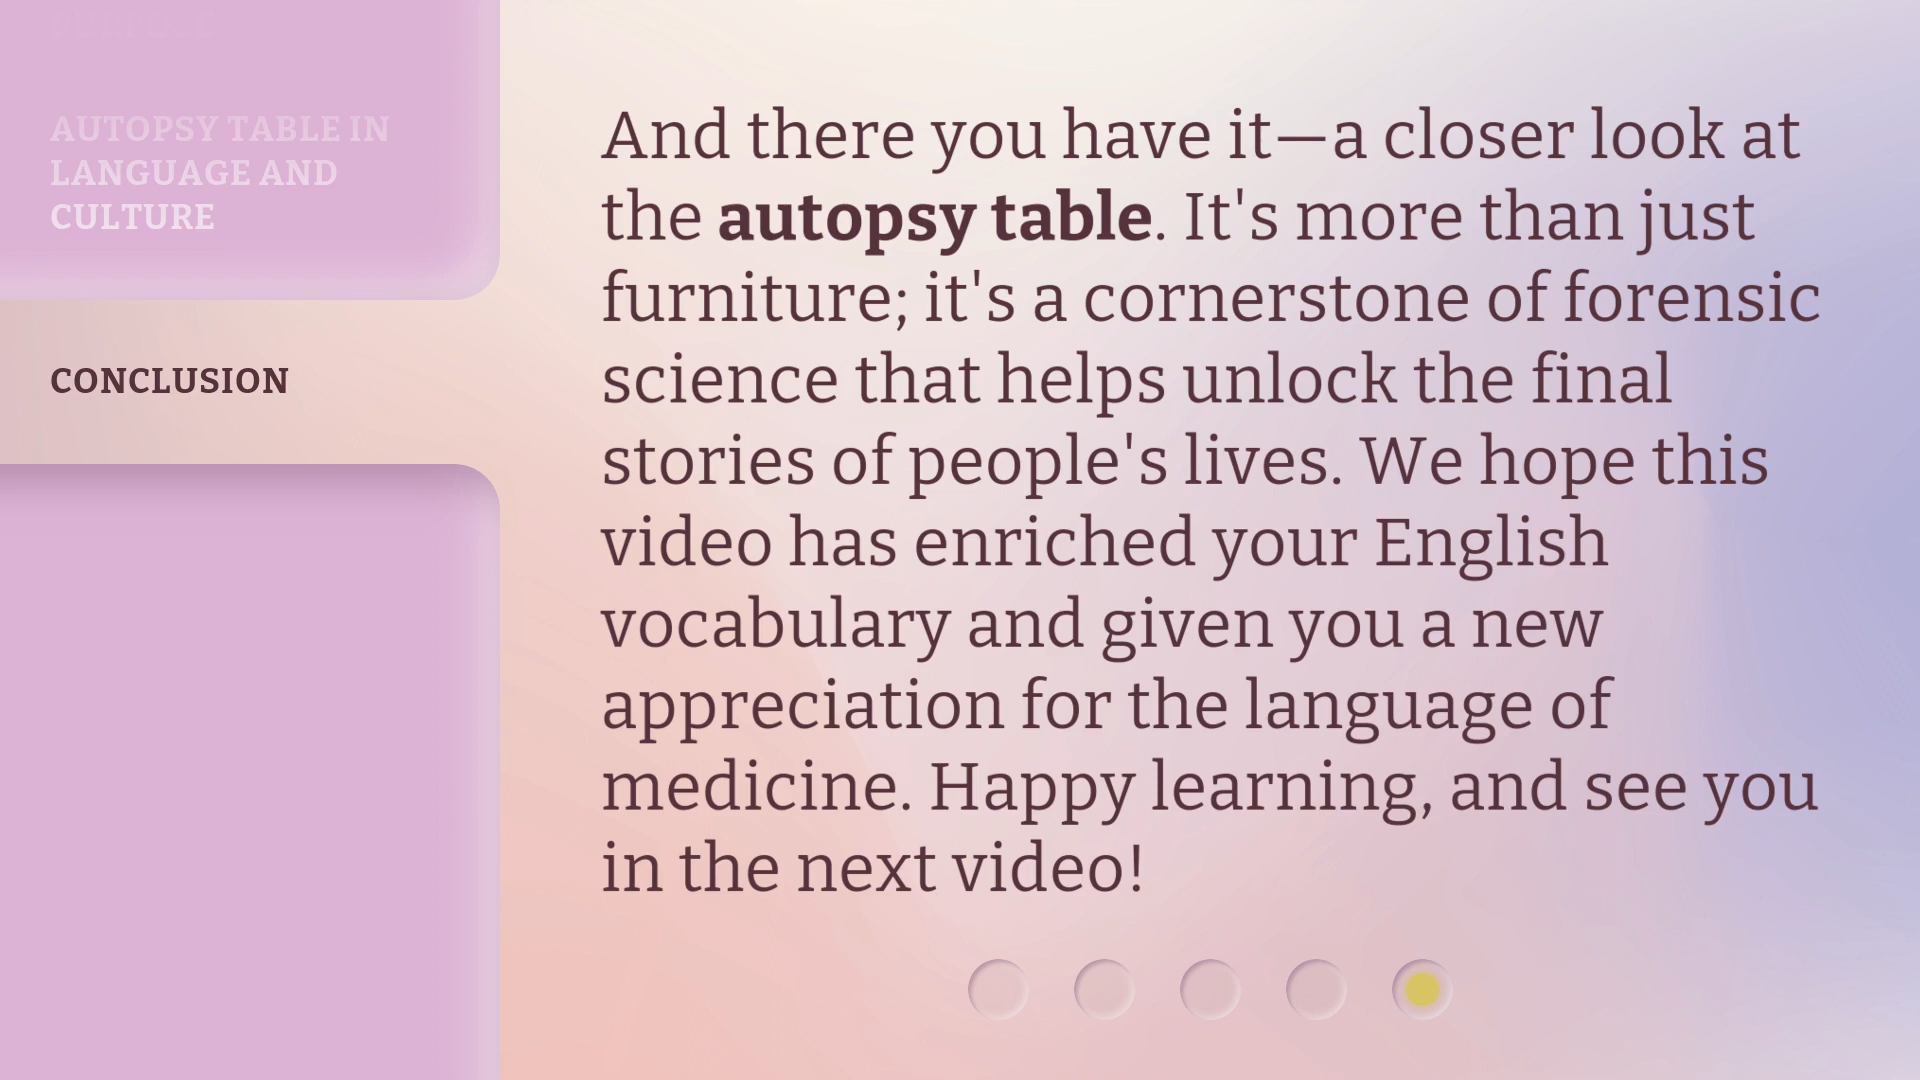 PURPOSE
AUTOPSY TABLE IN
LANGUAGE AND
CULTURE
CONCLUSION
And there you have it—a closer look at
the autopsy table. It's more than just
furniture; it's a cornerstone of forensic
science that helps unlock the final
stories of people's lives. We hope this
video has enriched your English
vocabulary and given you a new
appreciation for the language of
medicine. Happy learning, and see you
in the next video!